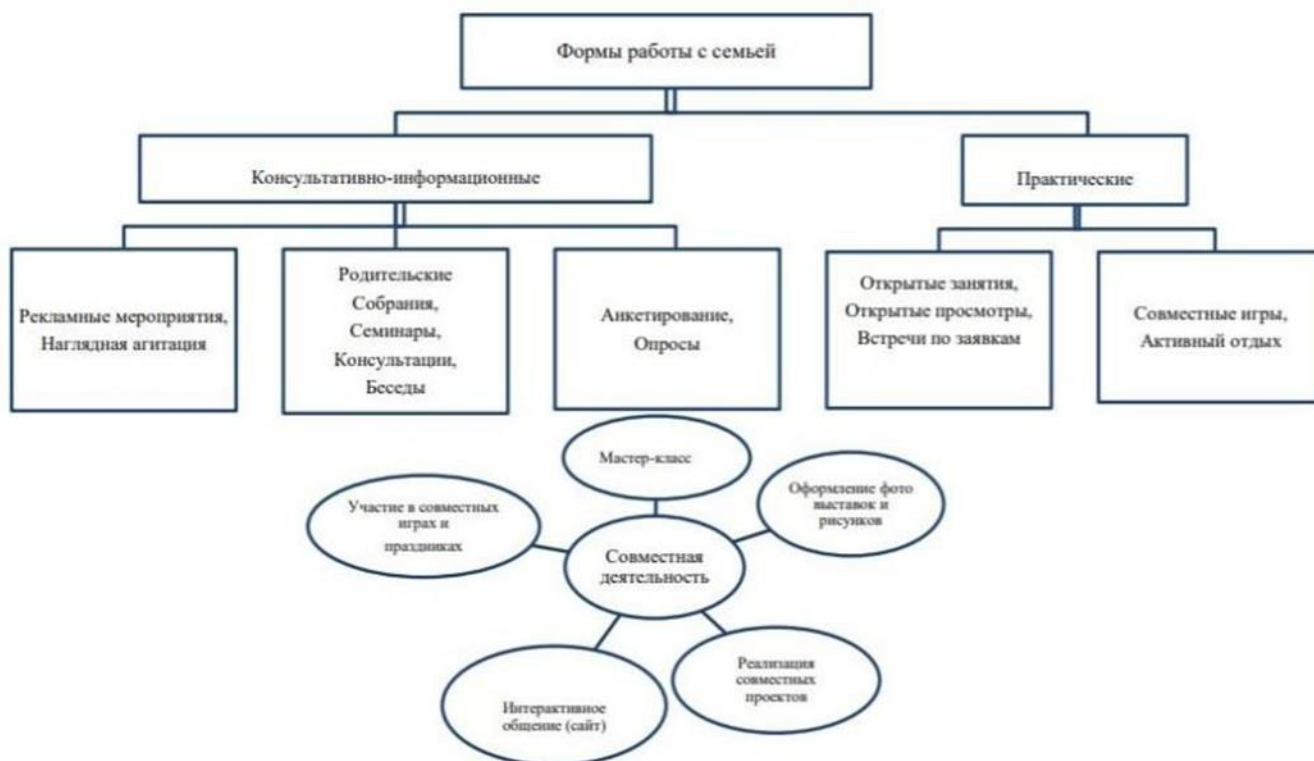 Формы работы с семьей
Консультативно-информационные
Практические
Рекламные мероприятия,
Наглядная агитация
Родительские
Собрания,
Семинары,
Консультации,
Беседы
Анкетирование,
Опросы
Открытые занятия,
Открытые просмотры,
Встречи по заявкам
Совместные игры,
Активный отдых
Мастер-класс
Участие в совместных
играх и
праздниках
Оформление фото
выставок и
рисунков
Совместная
деятельность
Интерактивное
общение (сайт)
Реализация
совместных
проектов